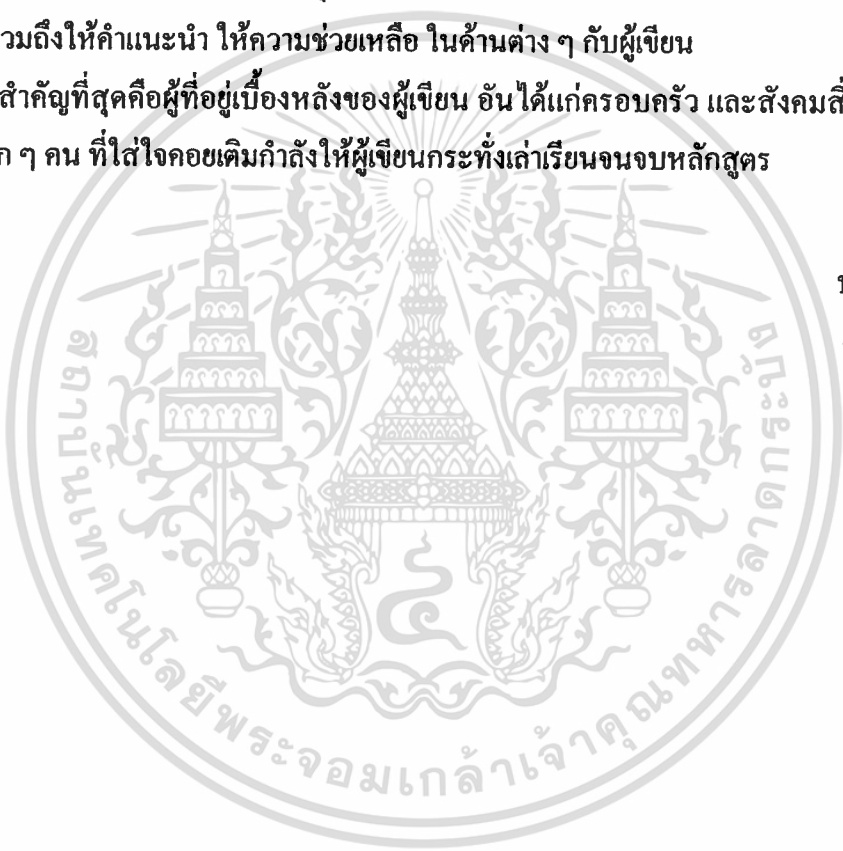 วมถึงให้คำแนะนำ ให้ความช่วยเหลือ ในด้านต่าง ๆ กับผู้เขียน
สำคัญที่สุดคือผู้ที่อยู่เบื้องหลังของผู้เขียน อันได้แก่ครอบครัว และสังคมสิ่
ก ๆ คน ที่ใส่ใจคอยเติมกำลังให้ผู้เขียนกระทั่งเล่าเรียนจนจบหลักสูตร
สถาบันเทคโนโลยีพระจอมเกล้าเจ้าคุณทหารลาดกระบัง
๔